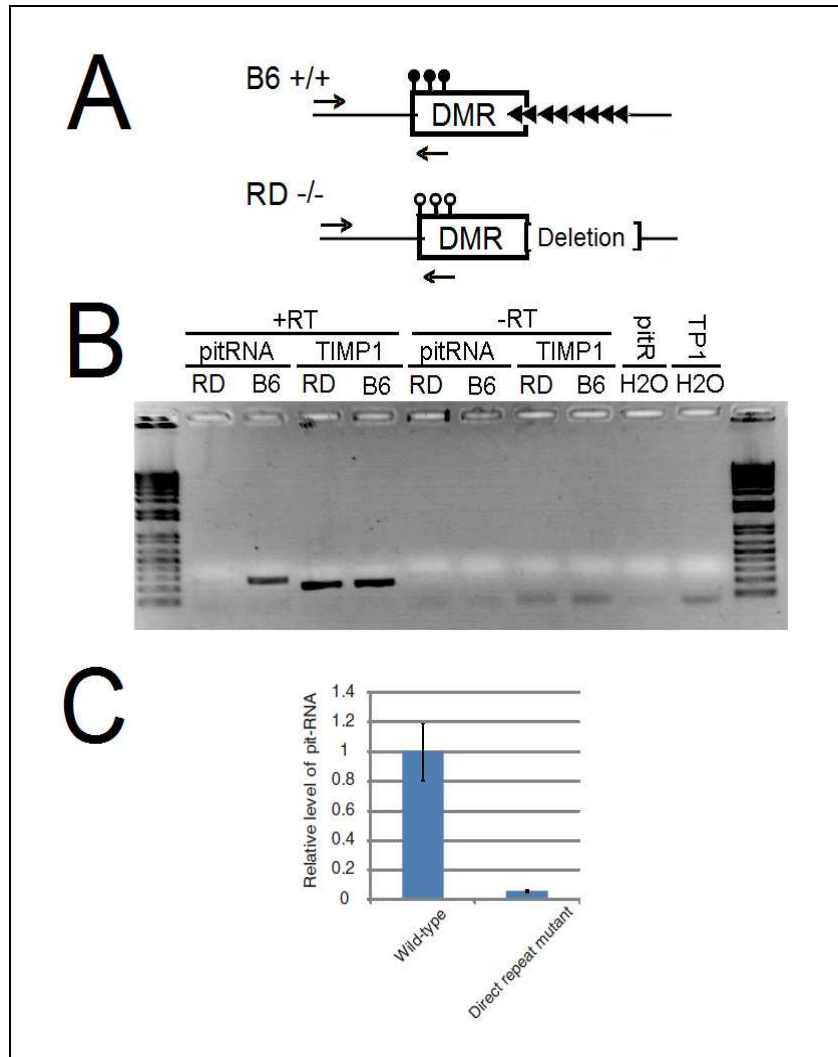 A
B6 +/+
DMR
RD -/-
DMR
Deletion
B
+RT
-RT
pitR
TP1
pitRNA
TIMP1
pitRNA
TIMP1
RD
B6
RD
B6
RD
B6
RD
B6
H2O
H2O
C
Relative level of pit-RNA
1.4
1.2
1
0.8
0.6
0.4
0.2
0
Wild-type
Direct repeat mutant